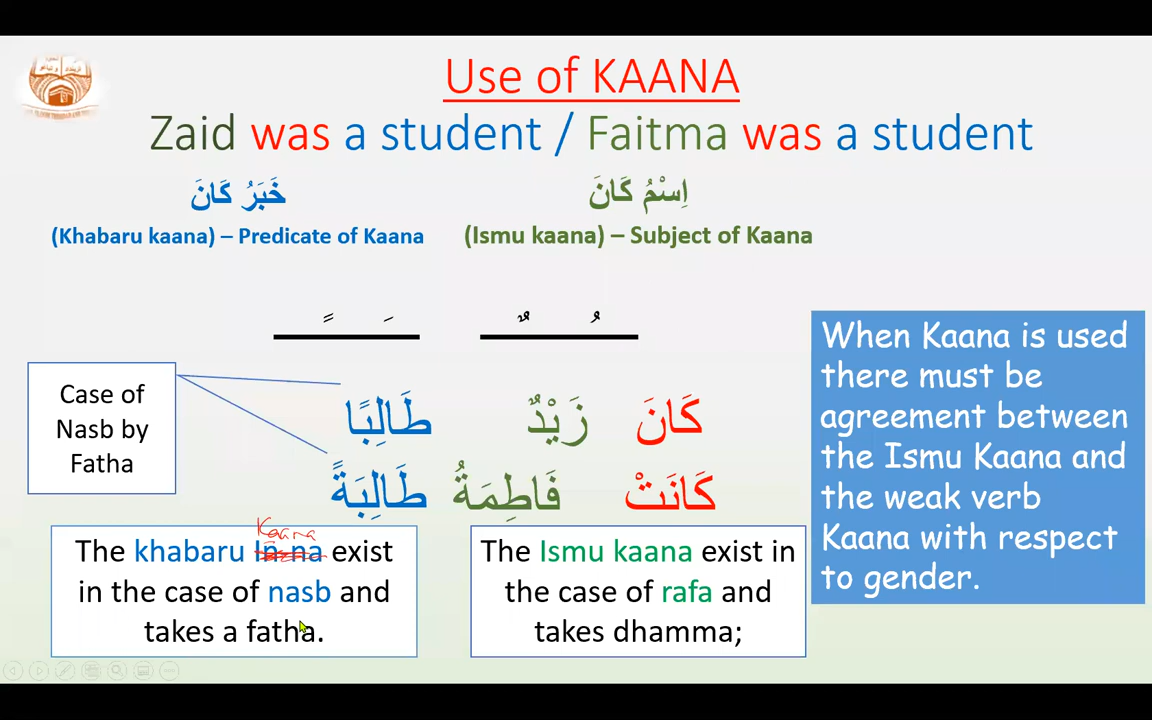 Use of KAANA
Zaid was a student / Faitma was a student
خَبَرُ كَانَ
(Khabaru kaana) – Predicate of Kaana
اِسْمُ كَانَ
(Ismu kaana) – Subject of Kaana
Case of
Nasb by
Fatha
كَانَ زَيْدٌ طَالِبًا
كَانَتْ فَاطِمَةُ طَالِبَةً
Kaana
The khabaru In-na exist
in the case of nasb and
takes a fatha.
The Ismu kaana exist in
the case of rafa and
takes dhamma;
When Kaana is used
there must be
agreement between
the Ismu Kaana and
the weak verb
Kaana with respect
to gender.